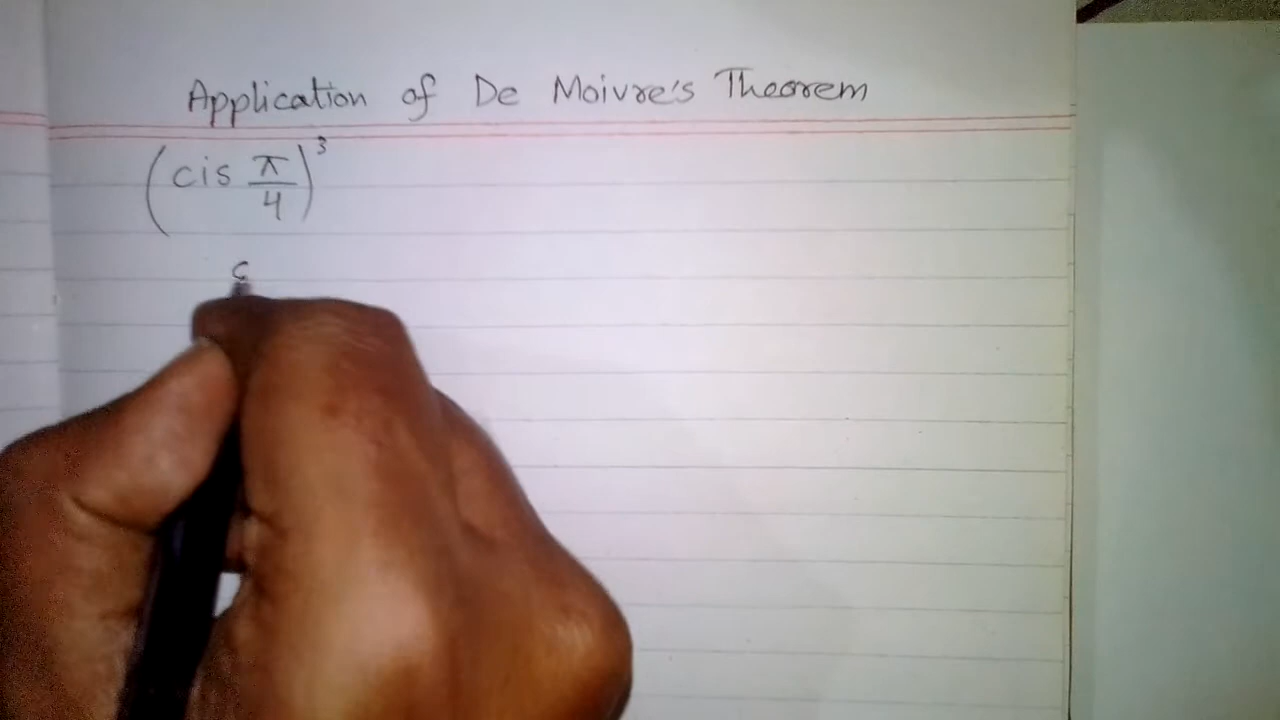 Application of De Moivre's Theorem
(cis π/4)³
c